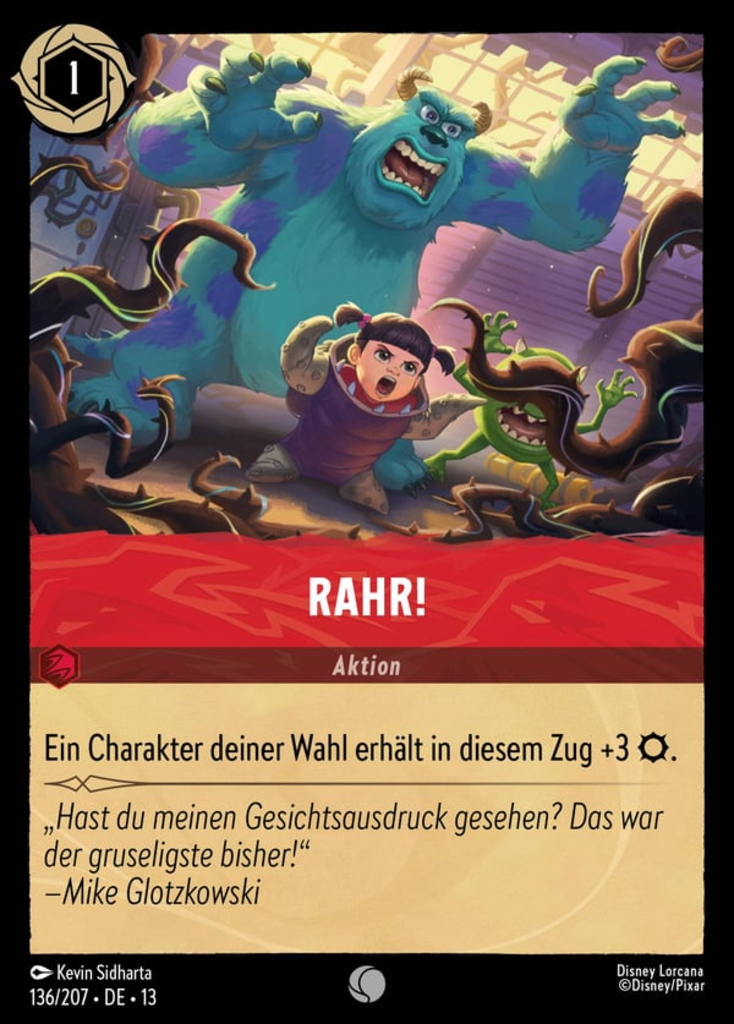 1
RAHR!
Aktion
Ein Charakter deiner Wahl erhält in diesem Zug +3 .
„Hast du meinen Gesichtsausdruck gesehen? Das war
der gruseligste bisher!“
–Mike Glotzkowski
Kevin Sidharta
136/207 • DE • 13
Disney Lorcana
©Disney/Pixar